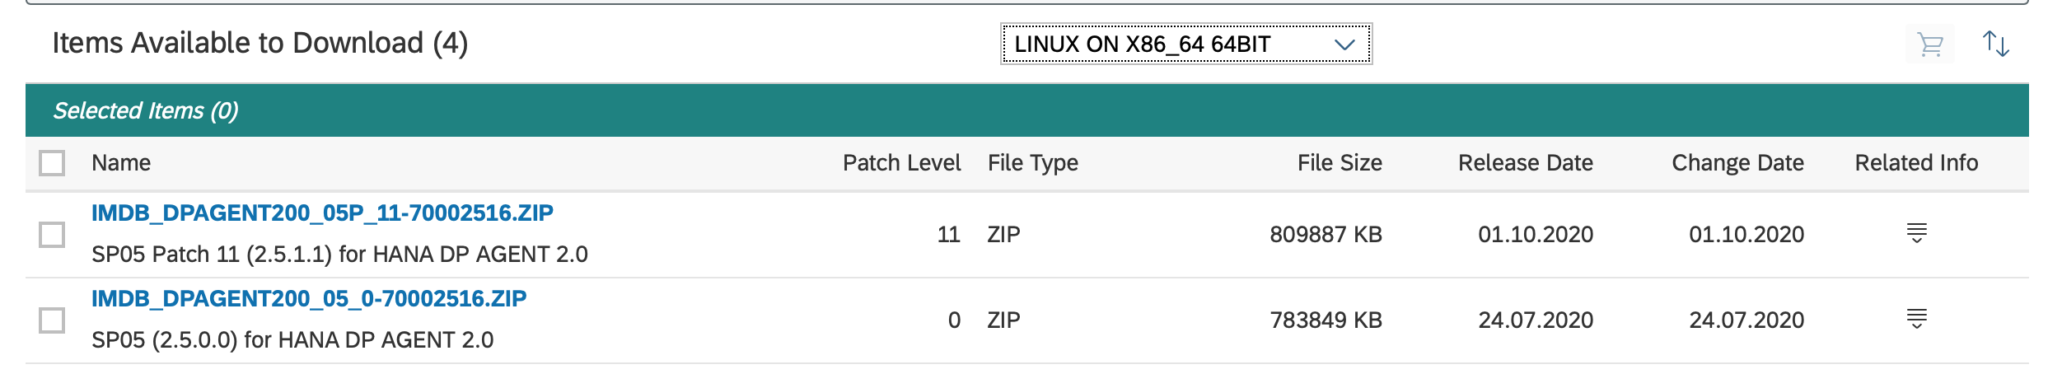 Items Available to Download (4)
LINUX ON X86_64 64BIT
Selected Items (0)
Name Patch Level File Type File Size Release Date Change Date Related Info
IMDB_DPAGENT200_05P_11-70002516.ZIP
11 ZIP 809887 KB 01.10.2020 01.10.2020
SP05 Patch 11 (2.5.1.1) for HANA DP AGENT 2.0
IMDB_DPAGENT200_05_0-70002516.ZIP
0 ZIP 783849 KB 24.07.2020 24.07.2020
SP05 (2.5.0.0) for HANA DP AGENT 2.0